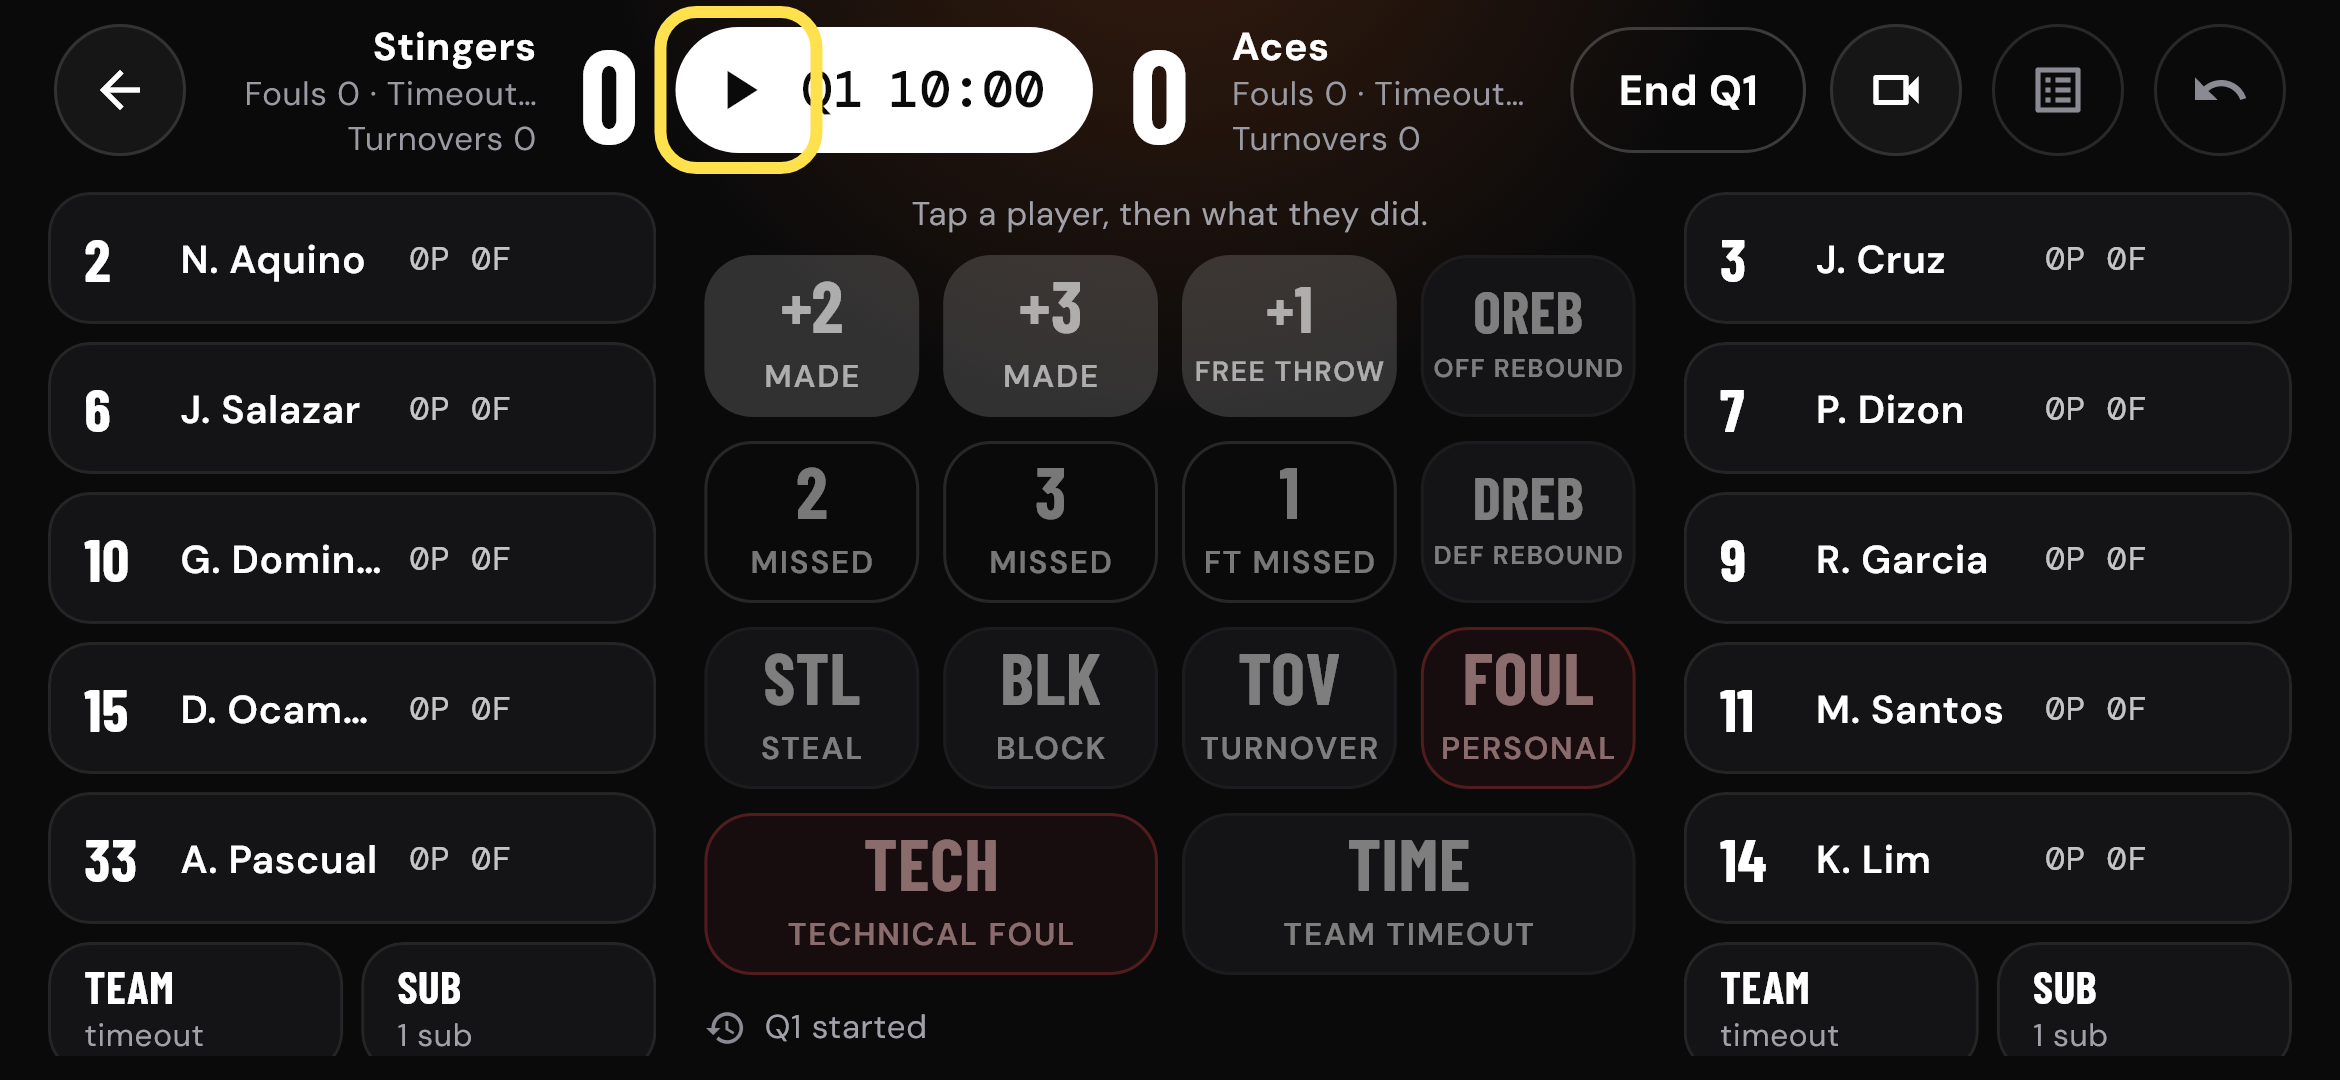 Stingers
Fouls 0 · Timeout...
Turnovers 0
0
Q1 10:00
0
Aces
Fouls 0 · Timeout...
Turnovers 0
End Q1
Tap a player, then what they did.
2 N. Aquino 0P 0F
6 J. Salazar 0P 0F
10 G. Domin... 0P 0F
15 D. Ocam... 0P 0F
33 A. Pascual 0P 0F
TEAM
timeout
SUB
1 sub
+2
MADE
+3
MADE
+1
FREE THROW
OREB
OFF REBOUND
2
MISSED
3
MISSED
1
FT MISSED
DREB
DEF REBOUND
STL
STEAL
BLK
BLOCK
TOV
TURNOVER
FOUL
PERSONAL
TECH
TECHNICAL FOUL
TIME
TEAM TIMEOUT
Q1 started
3 J. Cruz 0P 0F
7 P. Dizon 0P 0F
9 R. Garcia 0P 0F
11 M. Santos 0P 0F
14 K. Lim 0P 0F
TEAM
timeout
SUB
1 sub